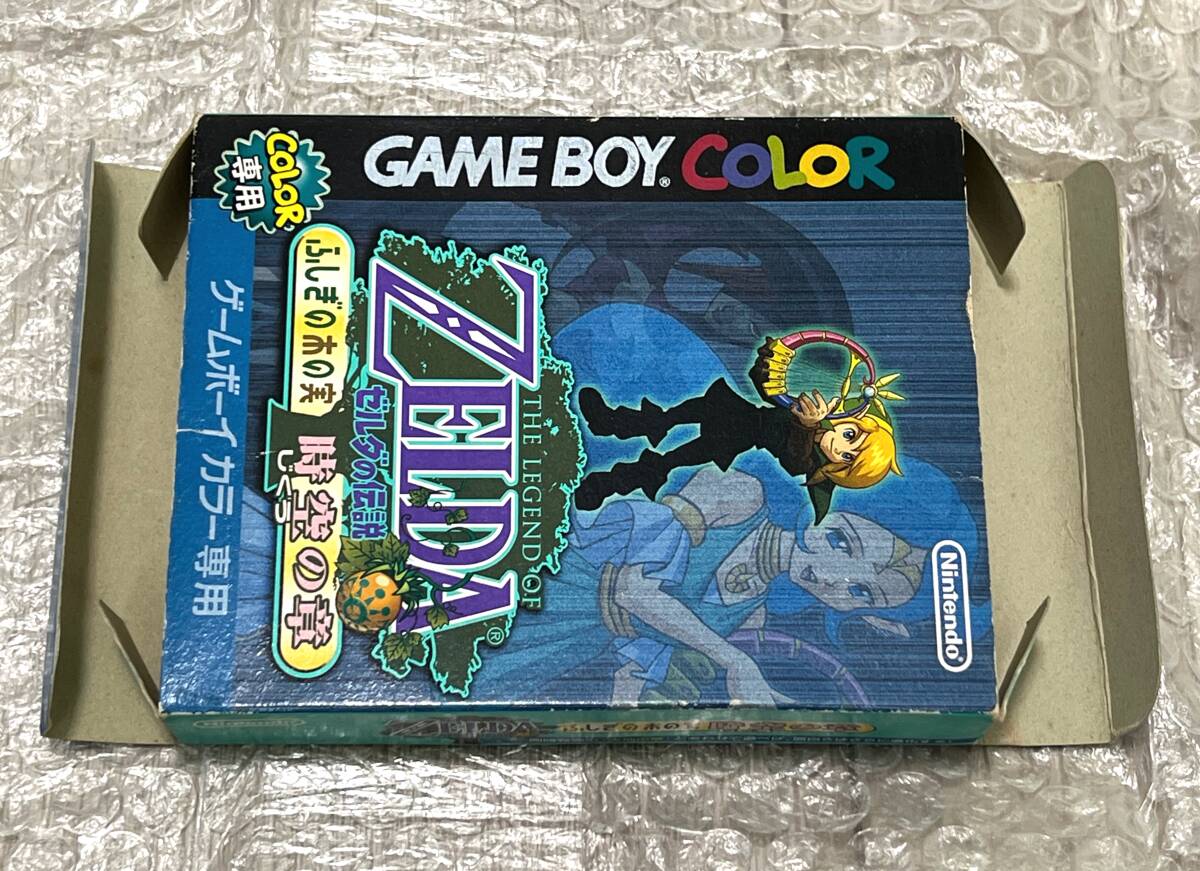 GAME BOY® COLOR
COLOR
専用
THE LEGEND OF
ZELDA®
ゼルダの伝説
ふしぎの木の実
時空の章
じくう
ゲームボーイカラー専用
Nintendo®